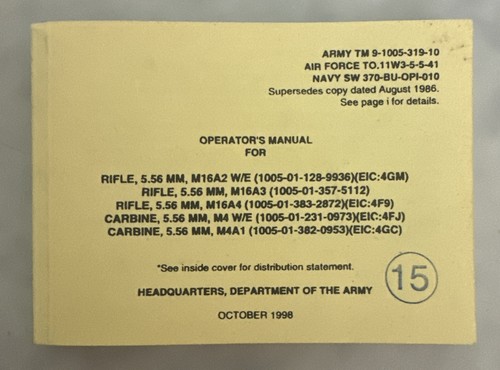 ARMY TM 9-1005-319-10
AIR FORCE TO.11W3-5-5-41
NAVY SW 370-BU-OPI-010
Supersedes copy dated August 1986.
See page i for details.
OPERATOR'S MANUAL
FOR
RIFLE, 5.56 MM, M16A2 W/E (1005-01-128-9936)(EIC:4GM)
RIFLE, 5.56 MM, M16A3 (1005-01-357-5112)
RIFLE, 5.56 MM, M16A4 (1005-01-383-2872)(EIC:4F9)
CARBINE, 5.56 MM, M4 W/E (1005-01-231-0973)(EIC:4FJ)
CARBINE, 5.56 MM, M4A1 (1005-01-382-0953)(EIC:4GC)
*See inside cover for distribution statement.
15
HEADQUARTERS, DEPARTMENT OF THE ARMY
OCTOBER 1998